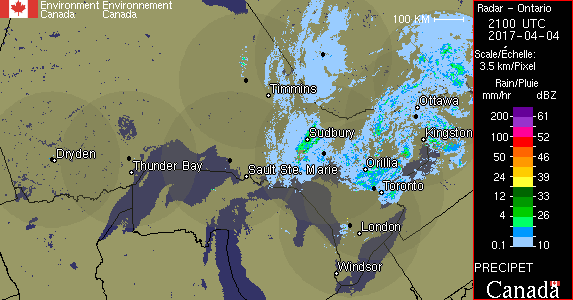 Environment Environnement
Canada Canada
100 KM
Timmins
Ottawa
Sudbury
Kingston
Dryden
Thunder Bay
Sault Ste. Marie
Orillia
Toronto
London
Windsor
Radar - Ontario
2100 UTC
2017-04-04
Scale/Échelle:
3.5 km/Pixel
Rain/Pluie
mm/hr dBZ
200 61
100 52
50 46
24 39
12 33
4 26
0.1 10
PRECIPET
Canada